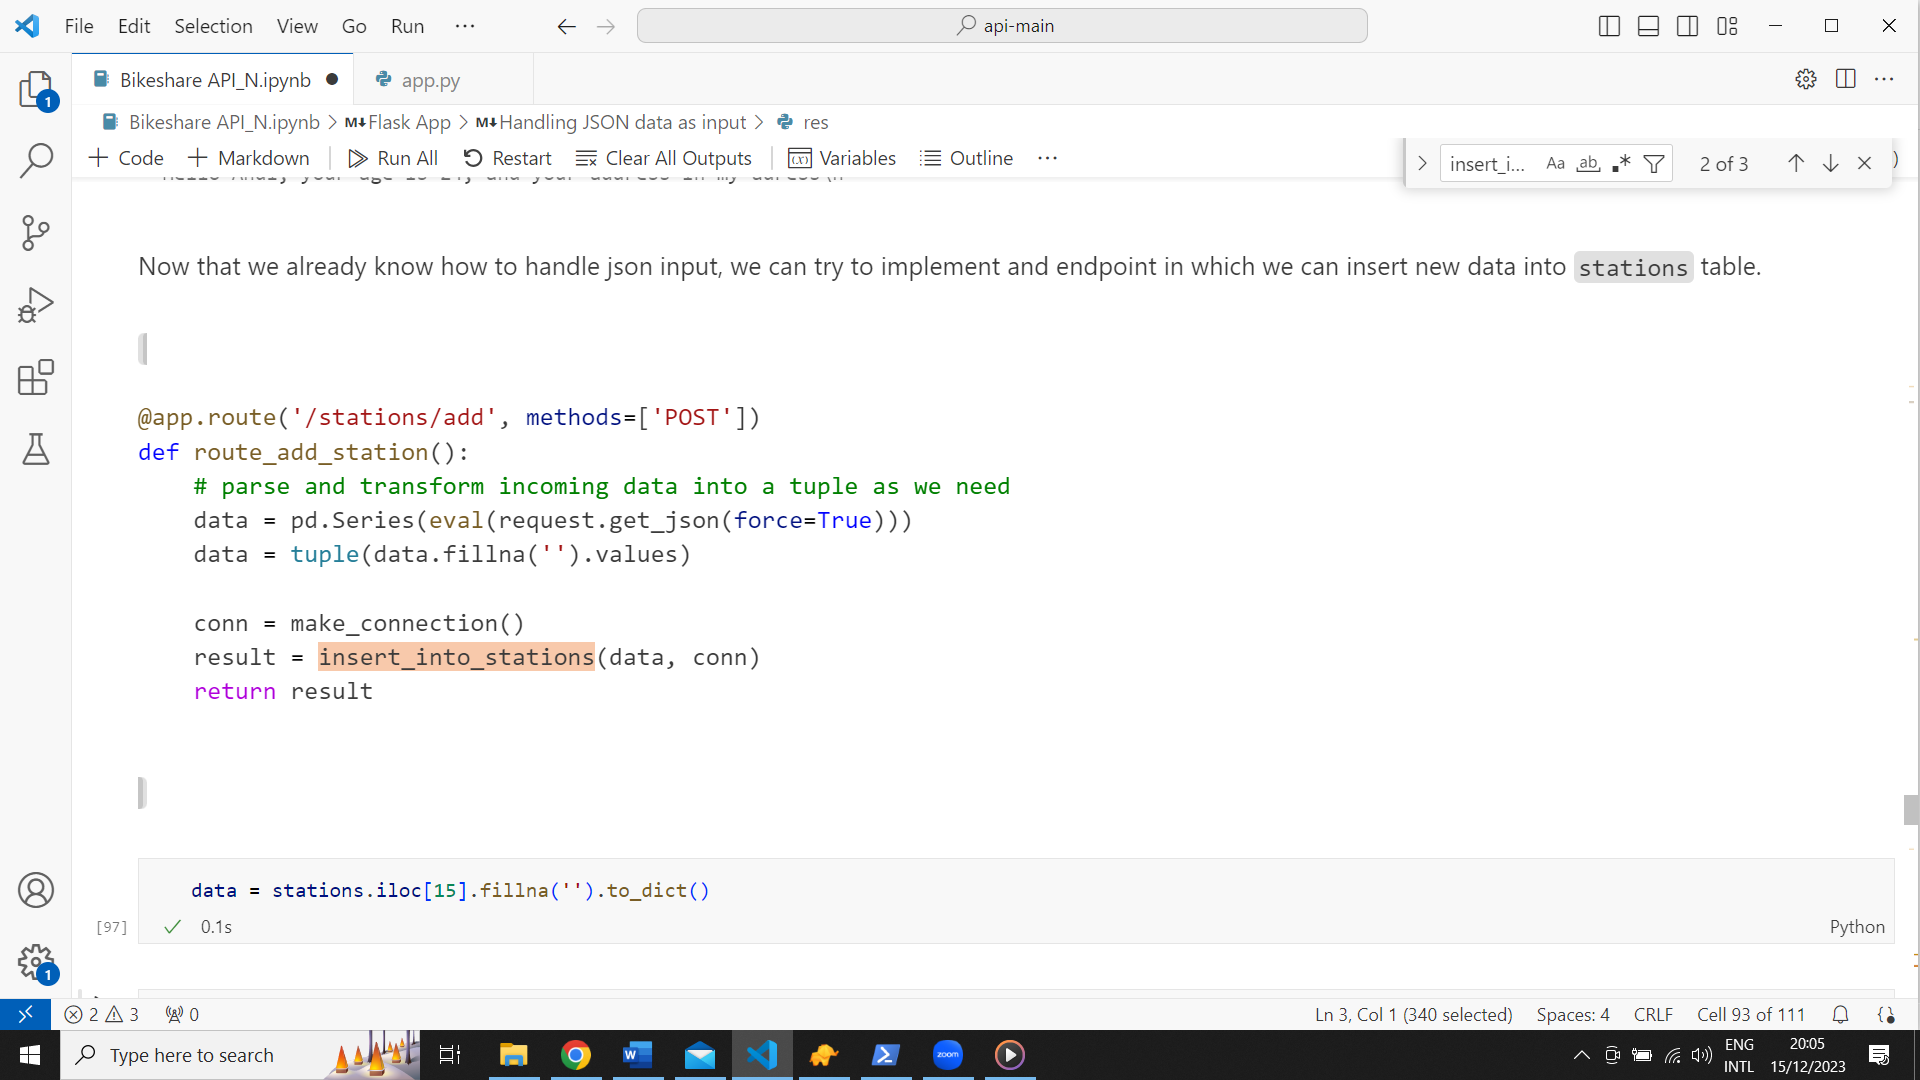 File Edit Selection View Go Run ··· api-main
Bikeshare API_N.ipynb app.py
Bikeshare API_N.ipynb > M↓Flask App > M↓Handling JSON data as input > res
+ Code + Markdown Run All Restart Clear All Outputs Variables Outline ···
insert_i... Aa ab .* 2 of 3
Now that we already know how to handle json input, we can try to implement and endpoint in which we can insert new data into stations table.
@app.route('/stations/add', methods=['POST'])
def route_add_station():
# parse and transform incoming data into a tuple as we need
data = pd.Series(eval(request.get_json(force=True)))
data = tuple(data.fillna('').values)
conn = make_connection()
result = insert_into_stations(data, conn)
return result
data = stations.iloc[15].fillna('').to_dict()
[97] 0.1s Python
1
1
2 3 0 Ln 3, Col 1 (340 selected) Spaces: 4 CRLF Cell 93 of 111
Type here to search
zoom
ENG
INTL
20:05
15/12/2023